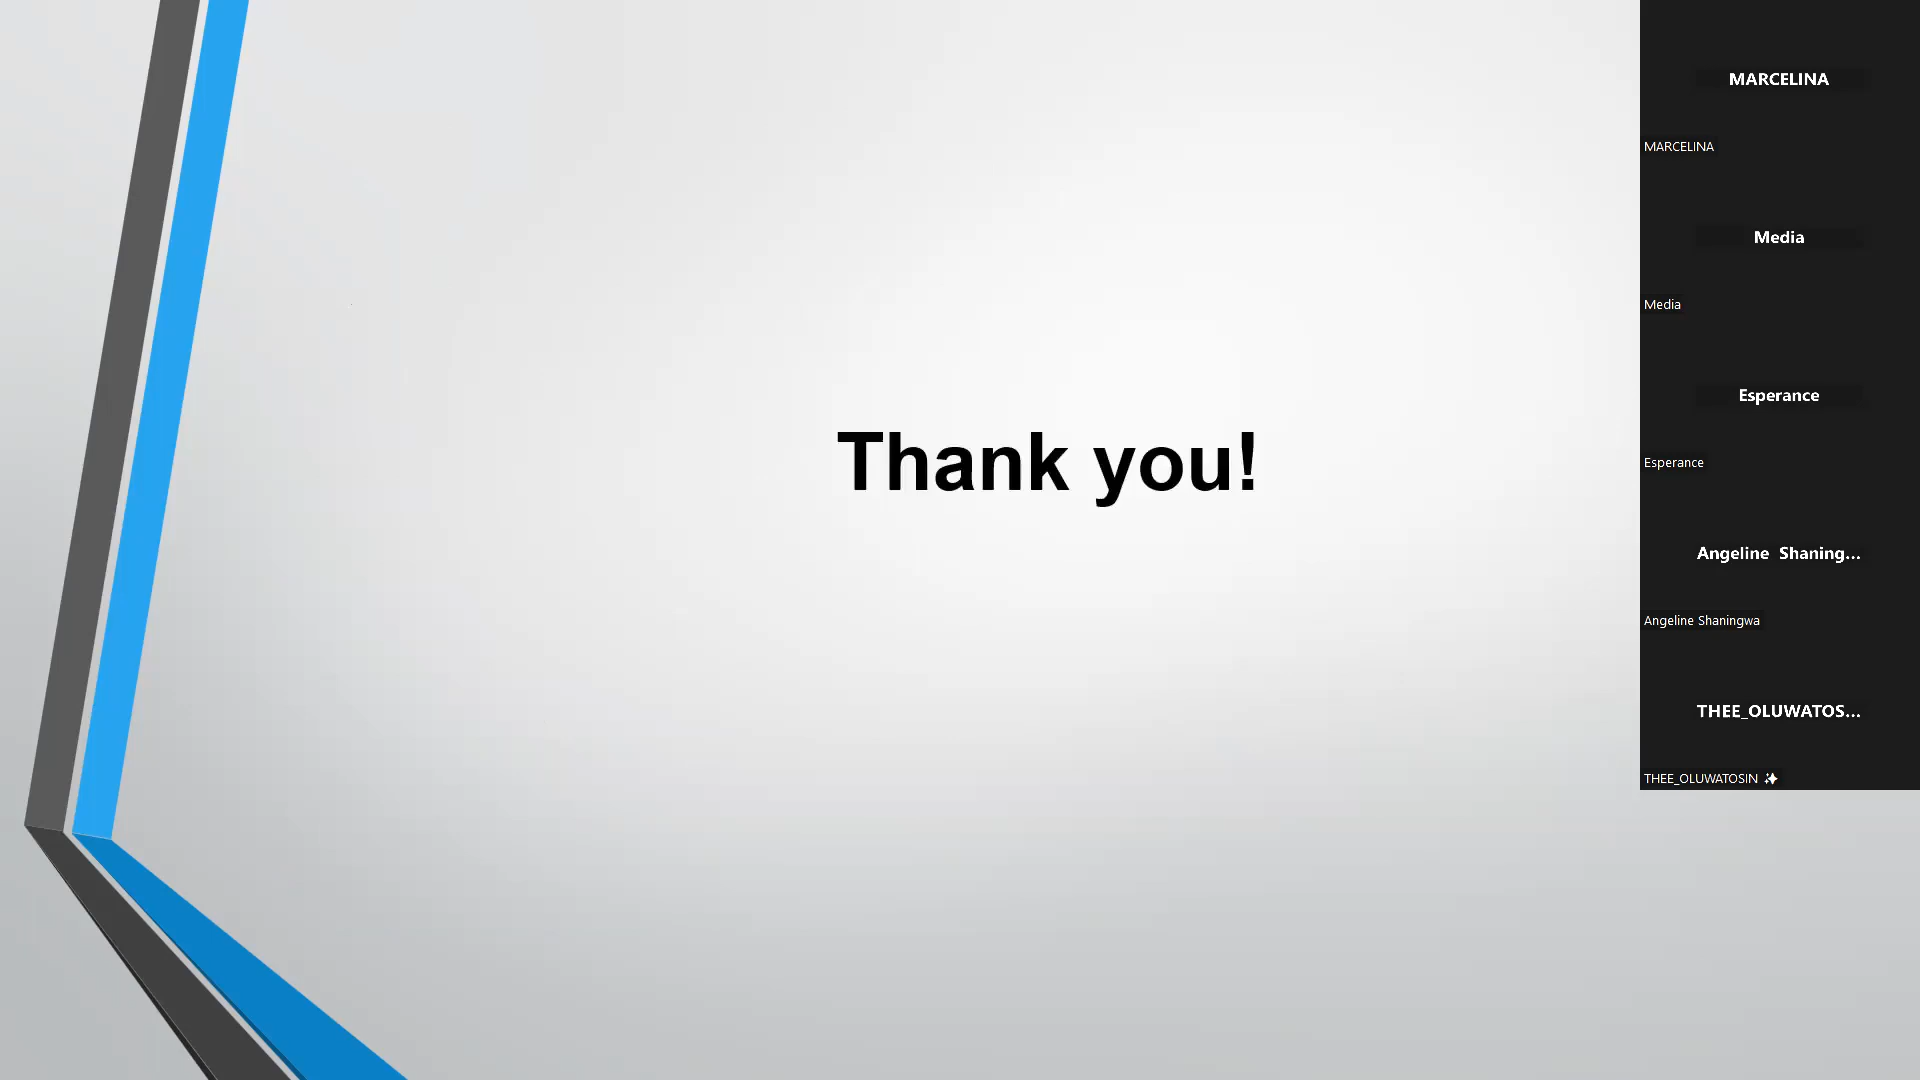 Thank you!
MARCELINA
MARCELINA
Media
Media
Esperance
Esperance
Angeline  Shaning...
Angeline Shaningwa
THEE_OLUWATOS...
THEE_OLUWATOSIN ✨